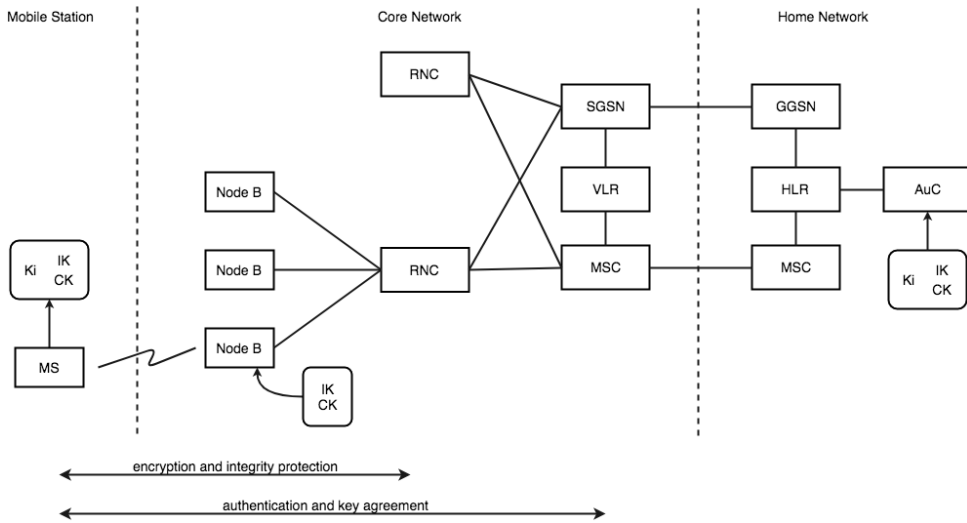 Mobile Station
Core Network
Home Network
RNC
SGSN
GGSN
Node B
VLR
HLR
AuC
Node B
RNC
MSC
MSC
Ki IK
CK
Ki IK
CK
MS
Node B
IK
CK
encryption and integrity protection
authentication and key agreement